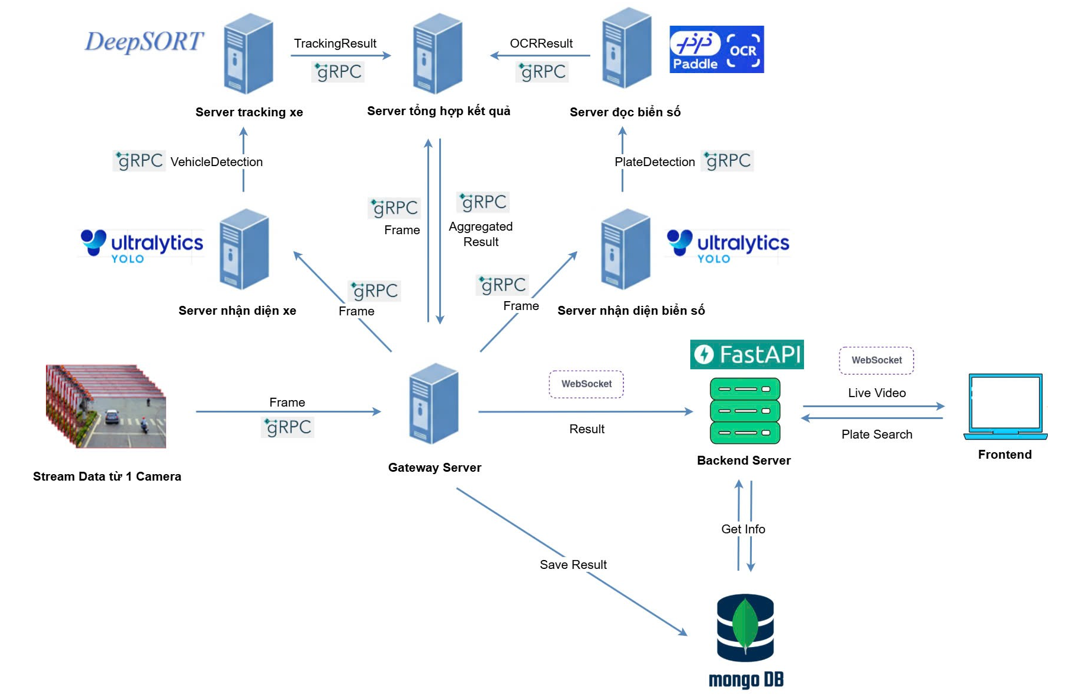 DeepSORT
TrackingResult
gRPC
OCRResult
gRPC
Paddle
OCR
Server tracking xe
Server tổng hợp kết quả
Server đọc biển số
gRPC
VehicleDetection
PlateDetection
gRPC
gRPC
Frame
gRPC
Aggregated
Result
ultralytics
YOLO
ultralytics
YOLO
Server nhận diện xe
gRPC
Frame
gRPC
Frame
Server nhận diện biển số
FastAPI
WebSocket
WebSocket
Live Video
Plate Search
Frame
gRPC
Result
Stream Data từ 1 Camera
Gateway Server
Backend Server
Frontend
Get Info
Save Result
mongo DB